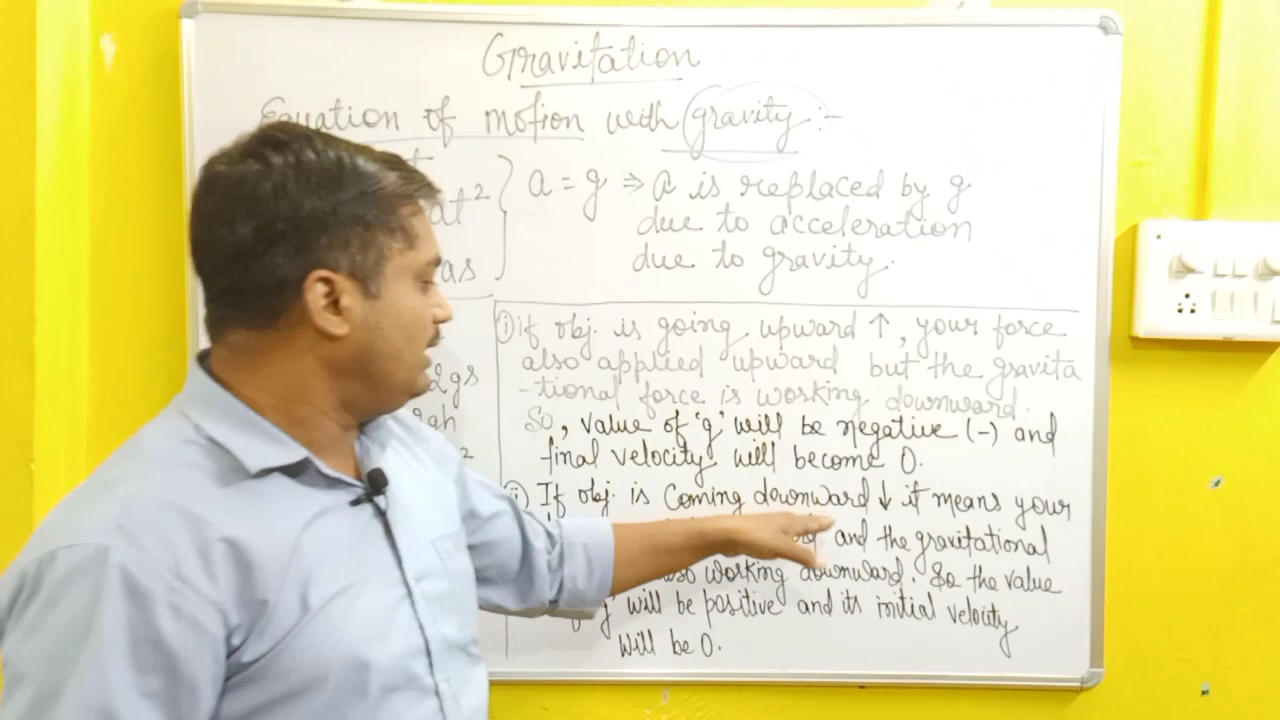 Gravitation
Equation of motion with gravity :-
at²
as
a = g ⇒ a is replaced by g
due to acceleration
due to gravity.
2gs
2gh
2
i) if obj. is going upward ↑, your force
also applied upward but the gravita
-tional force is working downward.
So, value of 'g' will be negative (-) and
final velocity will become 0.
ii) If obj. is coming downward ↓ it means your
and the gravitational
also working downward. So the value
g' will be positive and its initial velocity
will be 0.